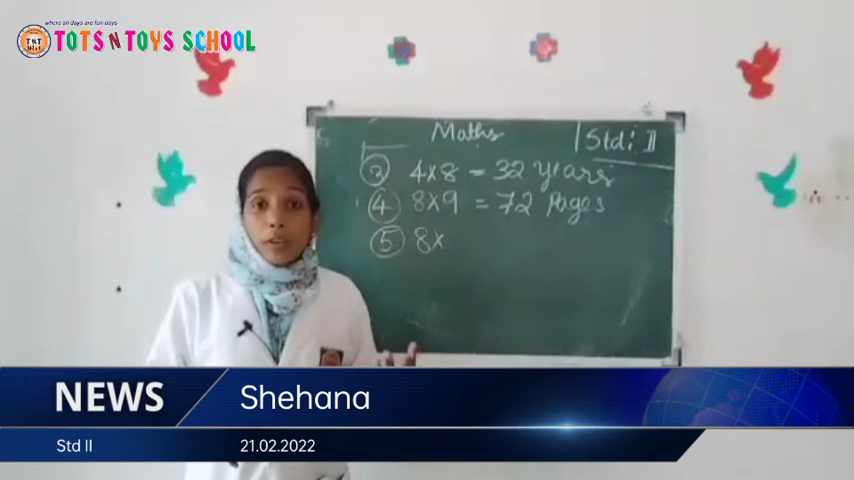 where all days are fun days
TOTS N TOYS SCHOOL
TNT
Maths
Std: II
3 4x8 = 32 years
4 8x9 = 72 Pages
5 8x
NEWS
Shehana
Std II
21.02.2022